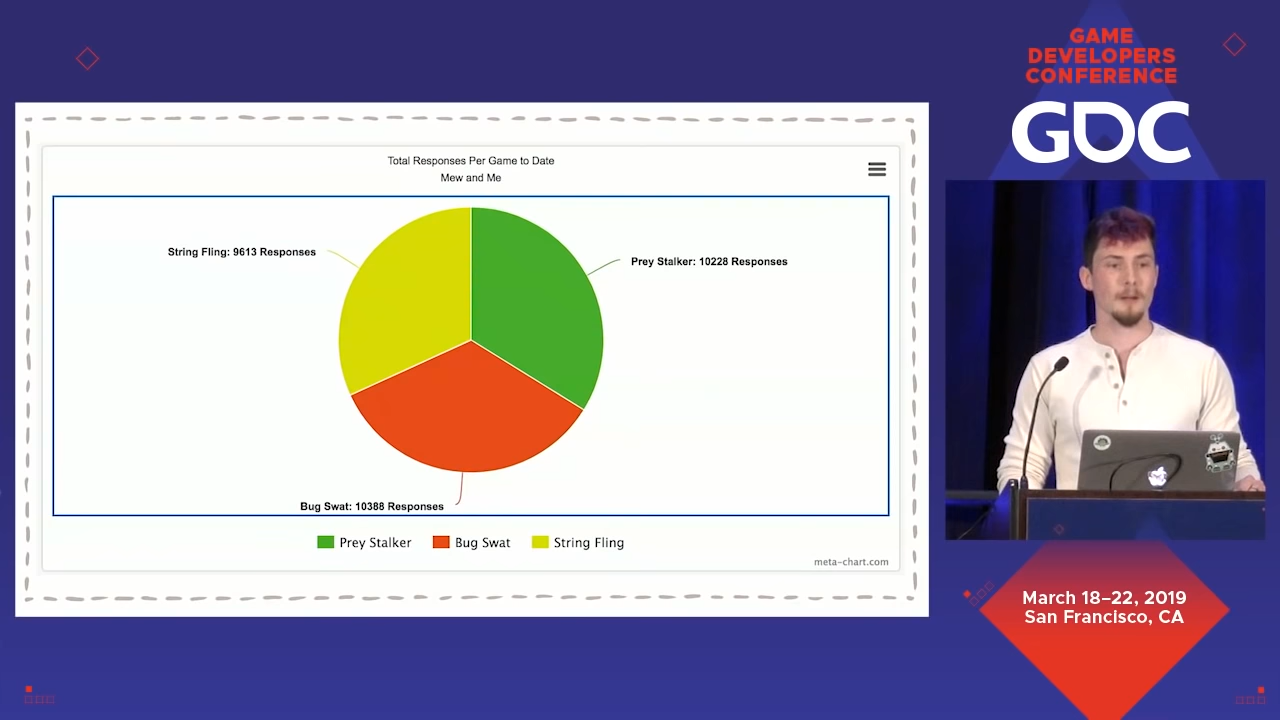 GAME
DEVELOPERS
CONFERENCE
GDC
Total Responses Per Game to Date
Mew and Me
String Fling: 9613 Responses
Prey Stalker: 10228 Responses
Bug Swat: 10388 Responses
Prey Stalker
Bug Swat
String Fling
meta-chart.com
March 18–22, 2019
San Francisco, CA